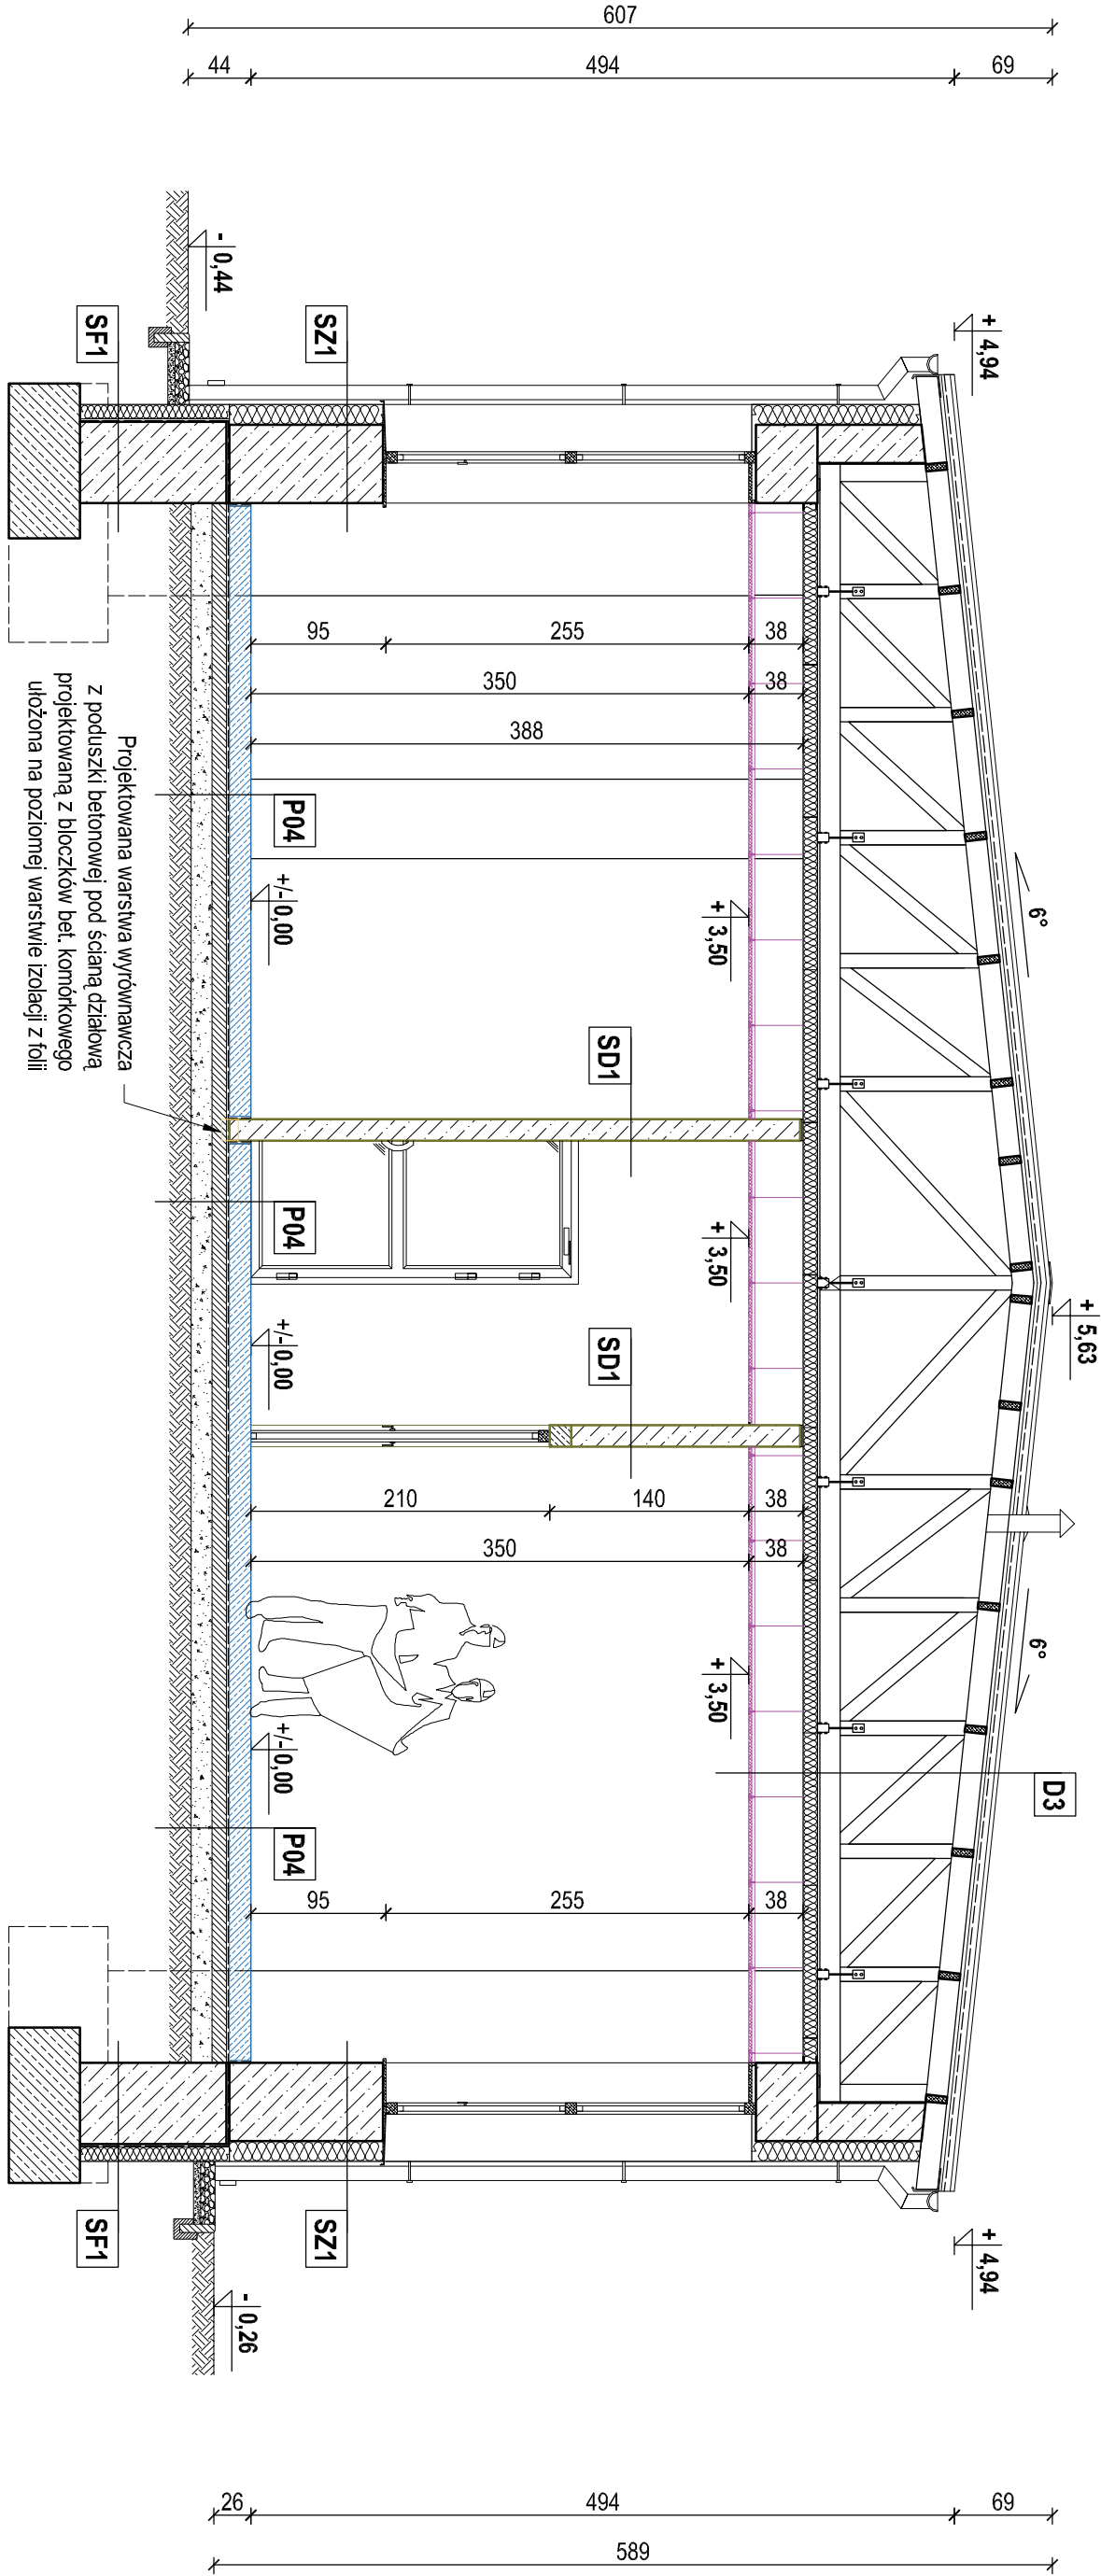 607
44
494
69
- 0,44
+ 4,94
SF1
SZ1
95
255
38
350
38
388
P04
+/- 0,00
+ 3,50
6°
Projektowana warstwa wyrównawcza
z poduszki betonowej pod ścianą działową
projektowaną z bloczków bet. komórkowego
ułożona na poziomej warstwie izolacji z folii
SD1
P04
+ 3,50
+ 5,63
+/- 0,00
SD1
210
140
38
350
38
6°
+ 3,50
+/- 0,00
D3
P04
95
255
38
SF1
SZ1
+ 4,94
- 0,26
26
494
69
589